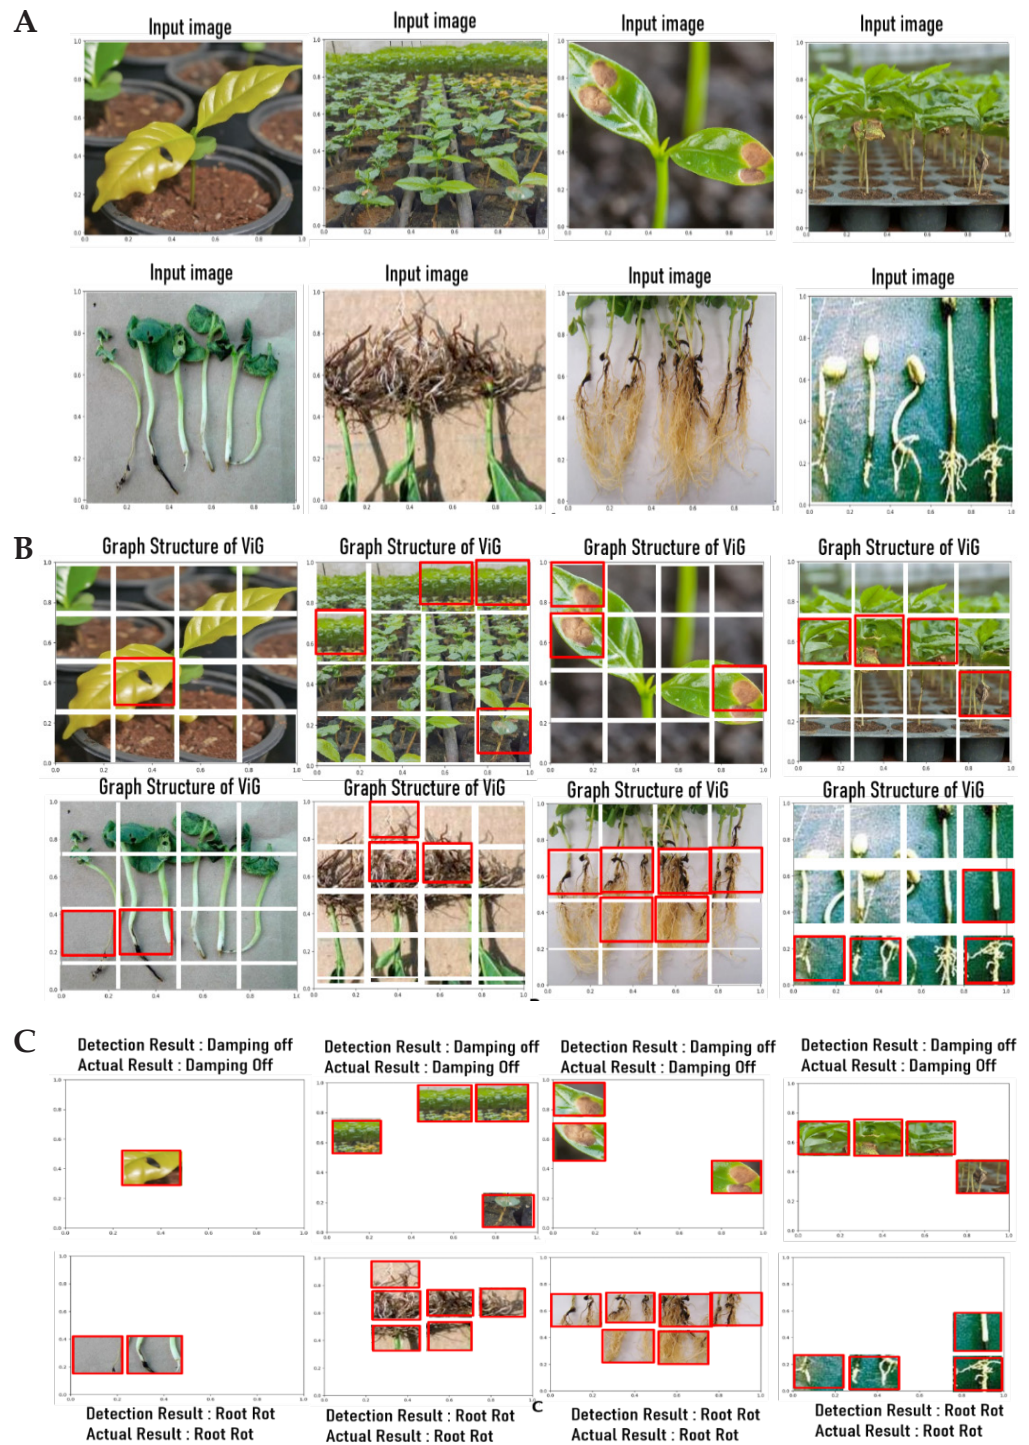 A
Input image
Input image
Input image
Input image
Input image
Input image
Input image
Input image
B
Graph Structure of ViG
Graph Structure of ViG
Graph Structure of ViG
Graph Structure of ViG
Graph Structure of ViG
Graph Structure of ViG
Graph Structure of ViG
Graph Structure of ViG
C
Detection Result : Damping off
Actual Result : Damping Off
Detection Result : Damping off
Actual Result : Damping Off
Detection Result : Damping off
Actual Result : Damping Off
Detection Result : Damping off
Actual Result : Damping Off
Detection Result : Root Rot
Actual Result : Root Rot
Detection Result : Root Rot
Actual Result : Root Rot
C
Detection Result : Root Rot
Actual Result : Root Rot
Detection Result : Root Rot
Actual Result : Root Rot